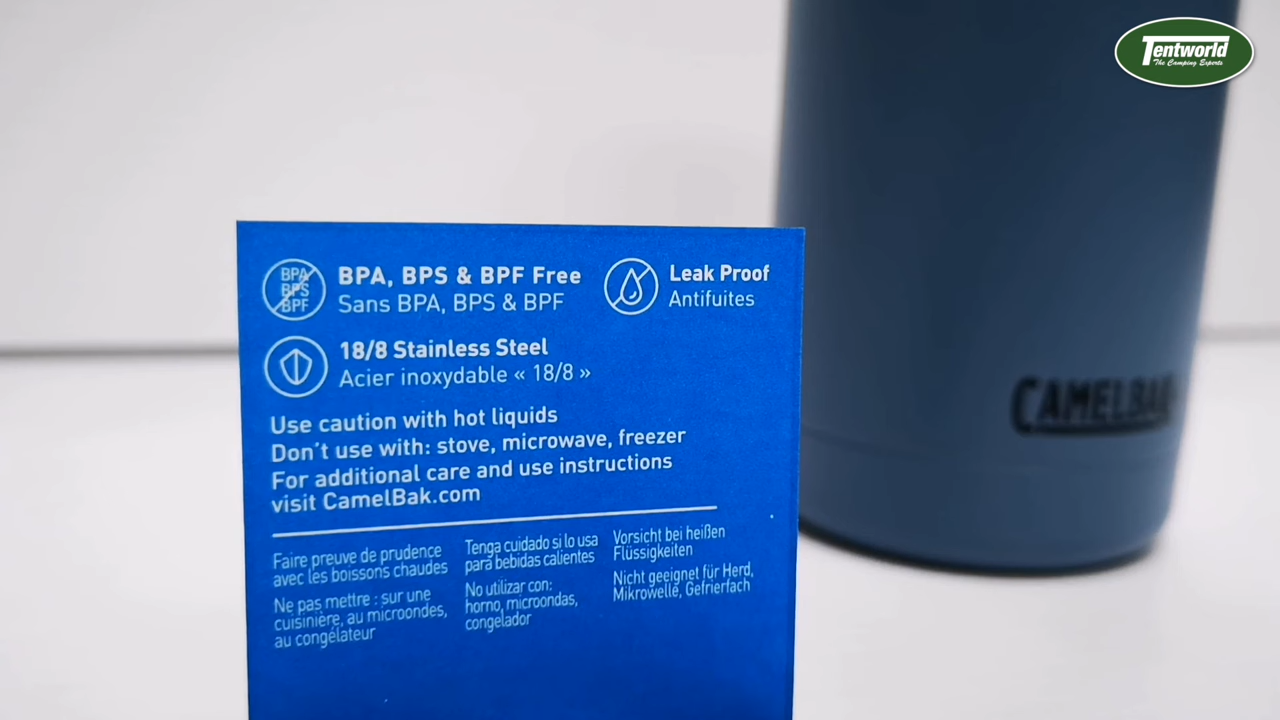 Tentworld
The Camping Experts
BPA
BPS
BPF
BPA, BPS & BPF Free
Sans BPA, BPS & BPF
Leak Proof
Antifuites
18/8 Stainless Steel
Acier inoxydable « 18/8 »
Use caution with hot liquids
Don't use with: stove, microwave, freezer
For additional care and use instructions
visit CamelBak.com
Faire preuve de prudence
avec les boissons chaudes
Ne pas mettre : sur une
cuisinière, au microondes,
au congélateur
Tenga cuidado si lo usa
para bebidas calientes
No utilizar con:
horno, microondas,
congelador
Vorsicht bei heißen
Flüssigkeiten
Nicht geeignet für Herd,
Mikrowelle, Gefrierfach
CAMELBAK